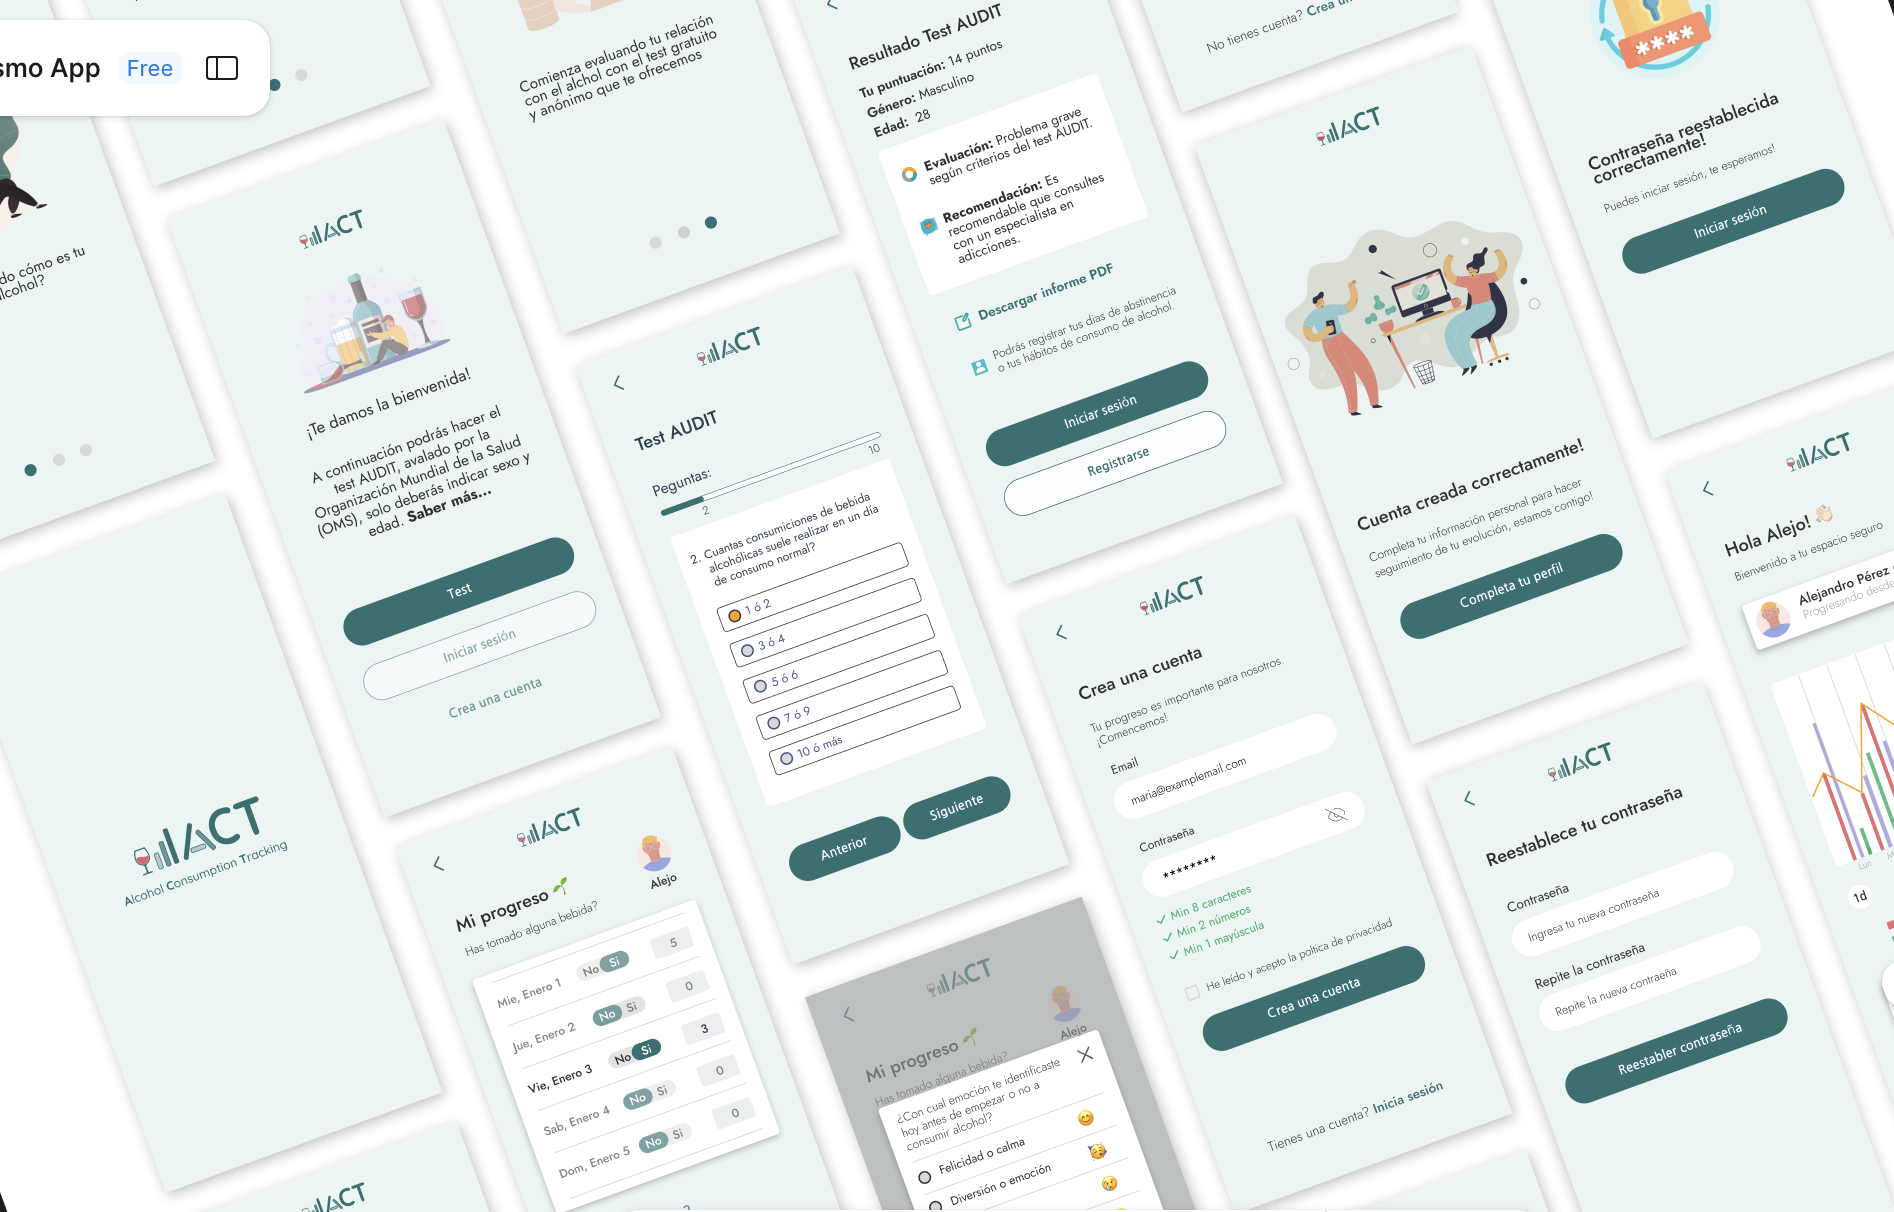 smo App
Free
do cómo es tu
lcohol?
ACT
Alcohol Consumption Tracking
ACT
¡Te damos la bienvenida!
A continuación podrás hacer el
test AUDIT, avalado por la
Organización Mundial de la Salud
(OMS), solo deberás indicar sexo y
edad. Saber más...
Test
Iniciar sesión
Crea una cuenta
ACT
Comienza evaluando tu relación
con el alchol con el test gratuito
y anónimo que te ofrecemos
ACT
Mi progreso
Alejo
Has tomado alguna bebida?
Mie, Enero 1 No Si 5
Jue, Enero 2 No Si 0
Vie, Enero 3 No Si 3
Sab, Enero 4 No Si 0
Dom, Enero 5 No Si 0
ACT
Test AUDIT
Peguntas:
2
10
2. Cuantas consumiciones de bebida
alcohólicas suele realizar en un día
de consumo normal?
1 ó 2
3 ó 4
5 ó 6
7 ó 9
10 ó más
Anterior
Siguiente
Resultado Test AUDIT
Tu puntuación: 14 puntos
Género: Masculino
Edad: 28
Evaluación: Problema grave
según criterios del test AUDIT.
Recomendación: Es
recomendable que consultes
con un especialista en
adicciones.
Descargar informe PDF
Podrás registrar tus dias de abstinencia
o tus hábitos de consumo de alcohol.
Iniciar sesión
Registrarse
ACT
Mi progreso
Alejo
Has tomado alguna bebida?
¿Con cual emoción te identificaste
hoy antes de empezar o no a
consumir alcohol?
Felicidad o calma
Diversión o emoción
ACT
Crea una cuenta
Tu progreso es importante para nosotros.
¡Comencemos!
Email
maria@examplemail.com
Contraseña
********
Min 8 caracteres
Min 2 números
Min 1 mayúscula
He leído y acepto la política de privacidad
Crea una cuenta
Tienes una cuenta? Inicia sesión
No tienes cuenta? Crea un
ACT
Cuenta creada correctamente!
Completa tu información personal para hacer
seguimiento de tu evolución, estamos contigo!
Completa tu perfil
ACT
Reestablece tu contraseña
Contraseña
Ingresa tu nueva contraseña
Repite la contraseña
Repite la nueva contraeña
Reestabler contraseña
****
Contraseña reestablecida
correctamente!
Puedes iniciar sesión, te esperamos!
Iniciar sesión
ACT
Hola Alejo!
Bienvenido a tu espacio seguro
Alejandro Pérez
Progresando desde
Lun
1d